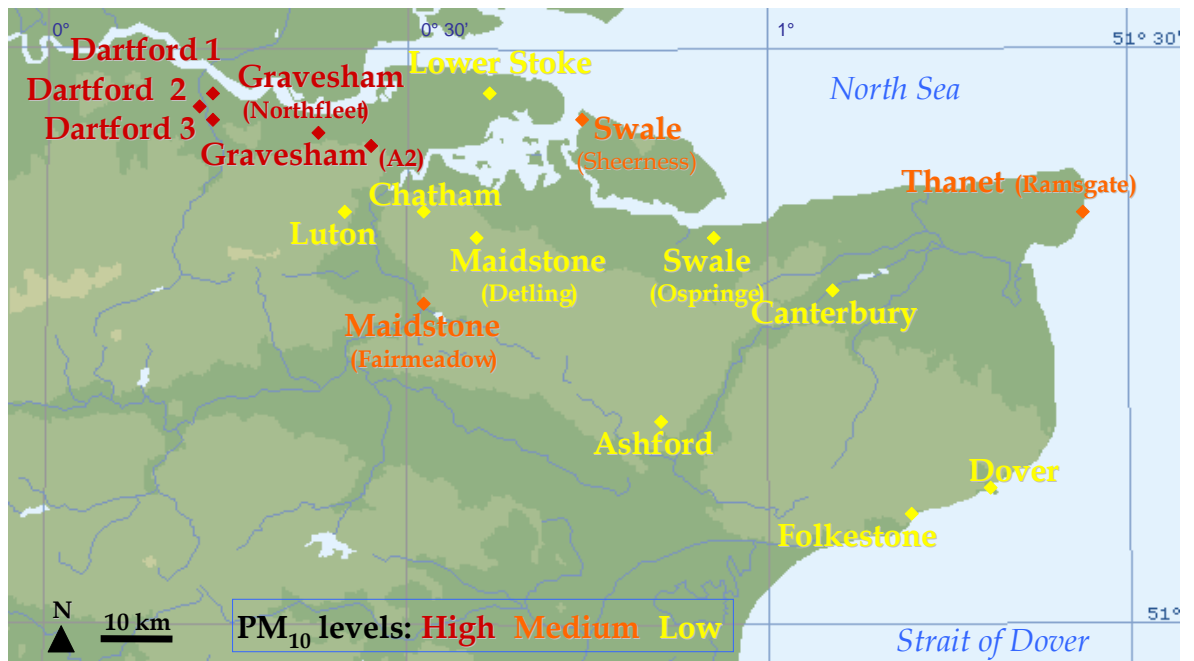 0°
0° 30'
1°
51° 30'
Dartford 1
Dartford 2
Dartford 3
Gravesham
(Northfleet)
Gravesham (A2)
Lower Stoke
North Sea
Swale
(Sheerness)
Thanet (Ramsgate)
Chatham
Luton
Maidstone
(Detling)
Swale
(Ospringe)
Canterbury
Maidstone
(Fairmeadow)
Ashford
Dover
Folkestone
N
10 km
PM10 levels: High Medium Low
51°
Strait of Dover